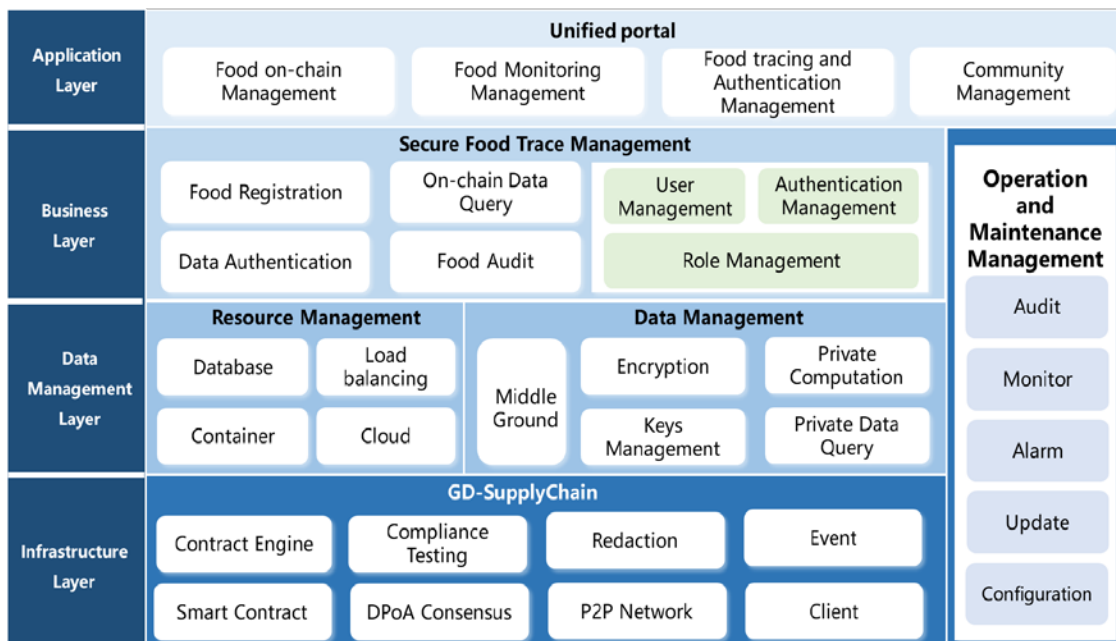 Unified portal
Application
Layer
Food on-chain
Management
Food Monitoring
Management
Food tracing and
Authentication
Management
Community
Management
Secure Food Trace Management
Business
Layer
Food Registration
On-chain Data
Query
User
Management
Authentication
Management
Data Authentication
Food Audit
Role Management
Operation
and
Maintenance
Management
Audit
Monitor
Alarm
Update
Configuration
Resource Management
Data Management
Data
Management
Layer
Database
Load
balancing
Container
Cloud
Middle
Ground
Encryption
Private
Computation
Keys
Management
Private Data
Query
GD-SupplyChain
Infrastructure
Layer
Contract Engine
Compliance
Testing
Redaction
Event
Smart Contract
DPoA Consensus
P2P Network
Client